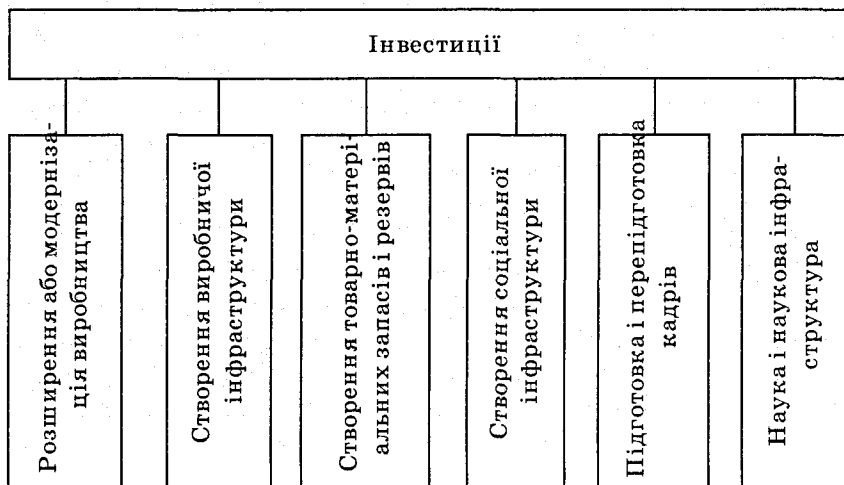 Інвестиції
Розширення або модерніза-
ція виробництва
Створення виробничої
інфраструктури
Створення товарно-матері-
альних запасів і резервів
Створення соціальної
інфраструктури
Підготовка і перепідготовка
кадрів
Наука і наукова інфра-
структура